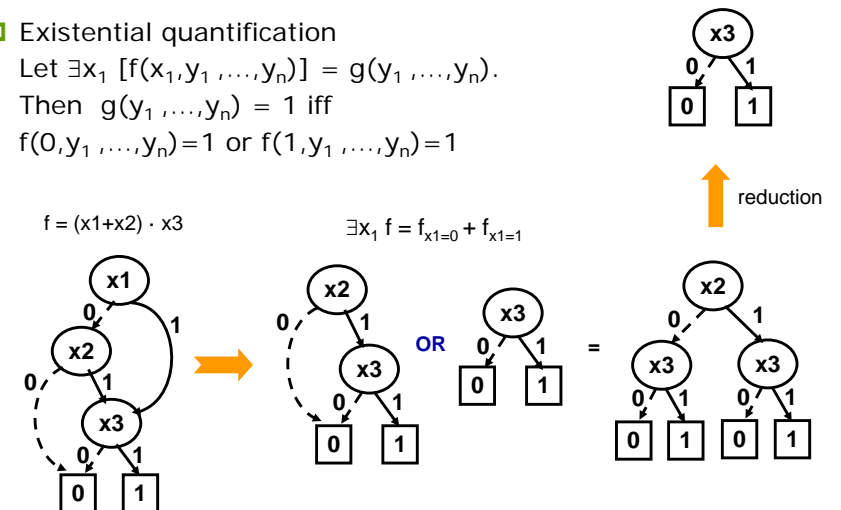 Existential quantification
Let ∃x₁ [f(x₁,y₁ ,...,yₙ)] = g(y₁ ,...,yₙ).
Then g(y₁ ,...,yₙ) = 1 iff
f(0,y₁ ,...,yₙ)=1 or f(1,y₁ ,...,yₙ)=1
x3
0 1
0 1
reduction
f = (x1+x2) · x3
∃x₁ f = fₓ₁₌₀ + fₓ₁₌₁
x1
0 1
x2
0 1
x3
0 1
0 1
x2
0 1
x3
0 1
0 1
OR
x3
0 1
0 1
=
x2
0 1
x3 x3
0 1 0 1
0 1 0 1